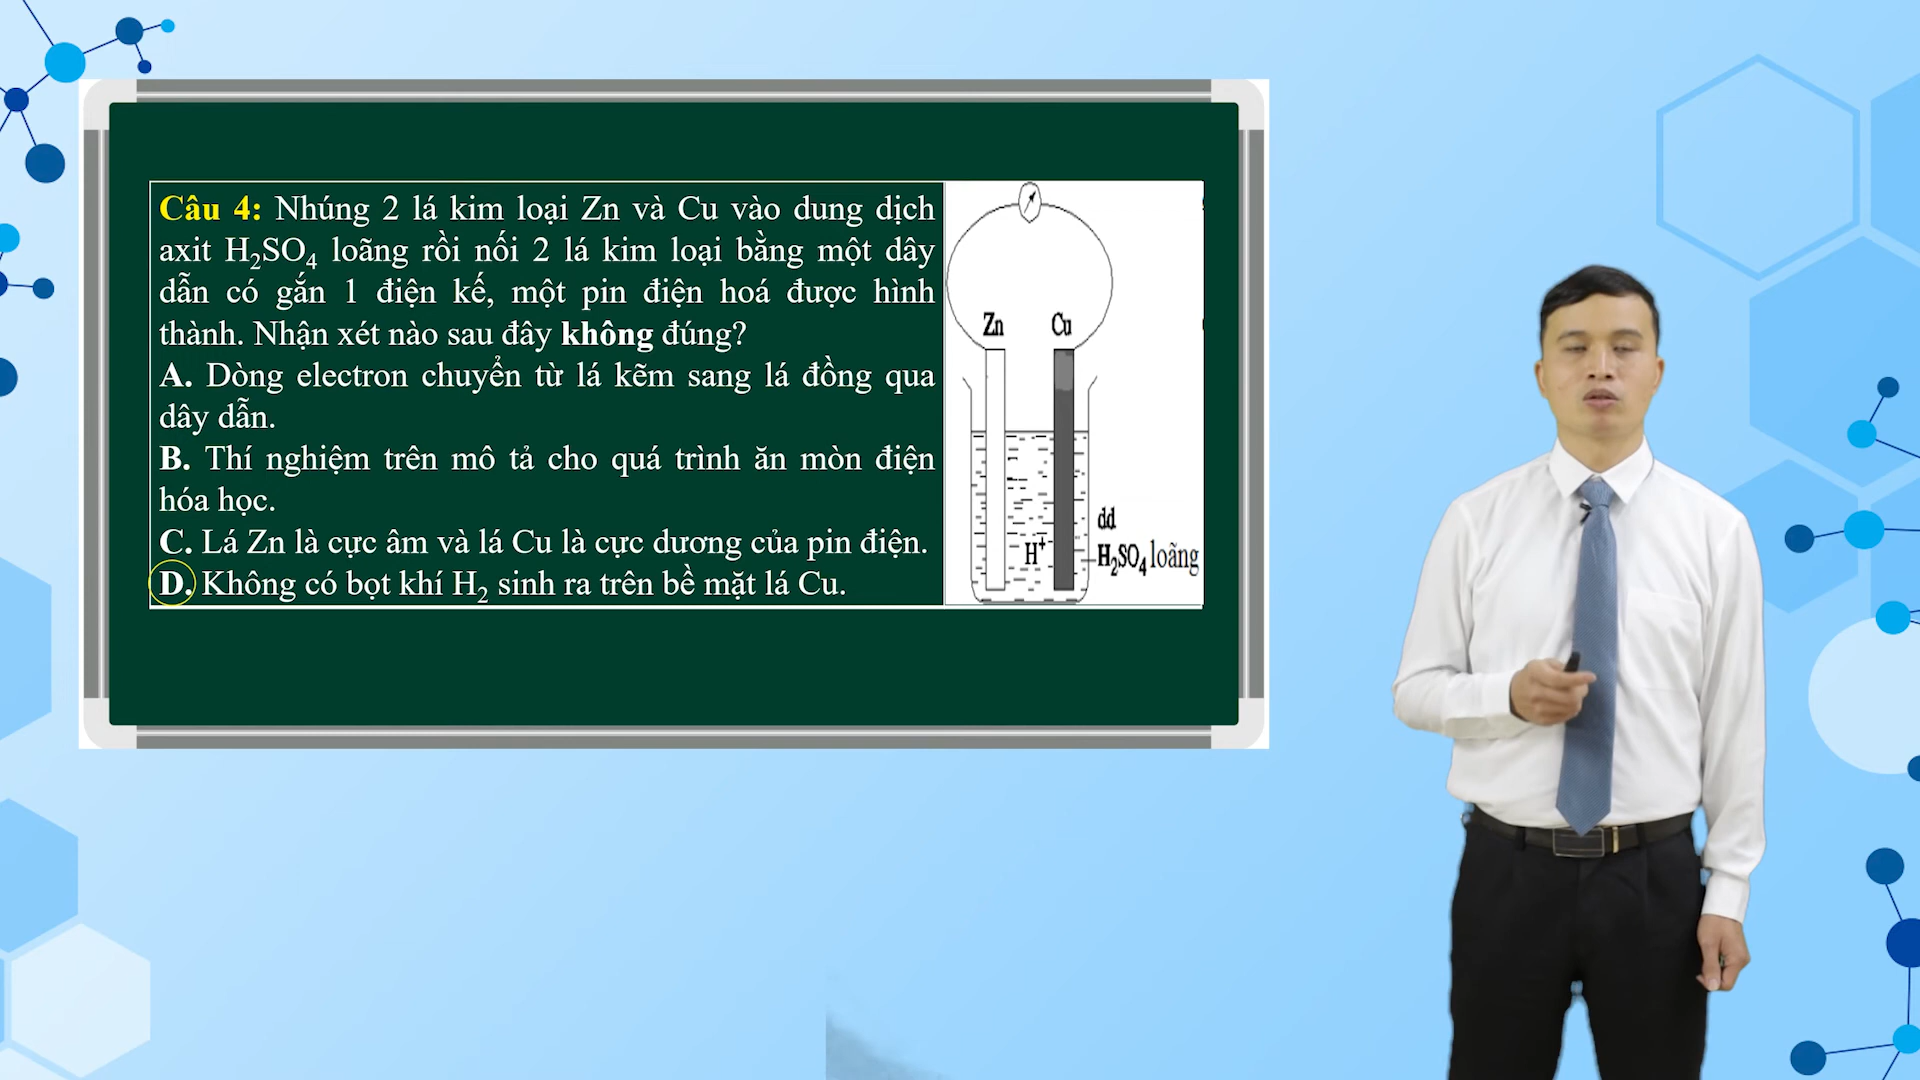 Câu 4: Nhúng 2 lá kim loại Zn và Cu vào dung dịch
axit H₂SO₄ loãng rồi nối 2 lá kim loại bằng một dây
dẫn có gắn 1 điện kế, một pin điện hoá được hình
thành. Nhận xét nào sau đây không đúng?
A. Dòng electron chuyển từ lá kẽm sang lá đồng qua
dây dẫn.
B. Thí nghiệm trên mô tả cho quá trình ăn mòn điện
hóa học.
C. Lá Zn là cực âm và lá Cu là cực dương của pin điện.
D. Không có bọt khí H₂ sinh ra trên bề mặt lá Cu.
Zn
Cu
dd
H⁺
H₂SO₄ loãng